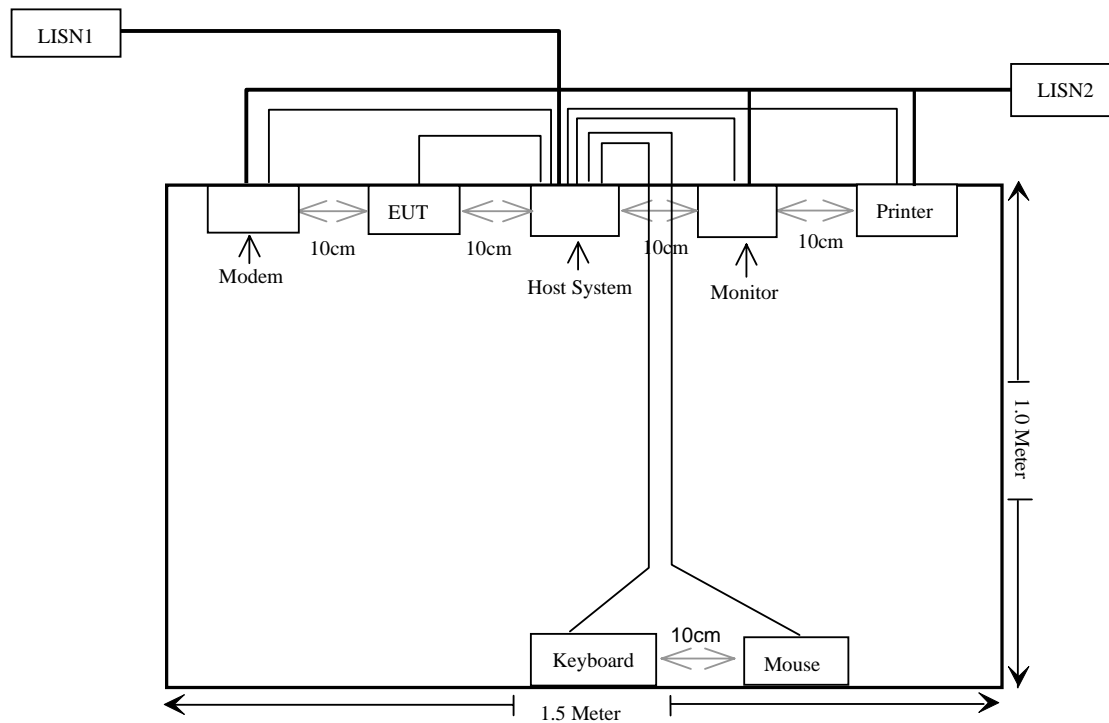 LISN1
LISN2
EUT
Printer
10cm
10cm
10cm
10cm
Modem
Host System
Monitor
1.0 Meter
10cm
Keyboard
Mouse
1.5 Meter